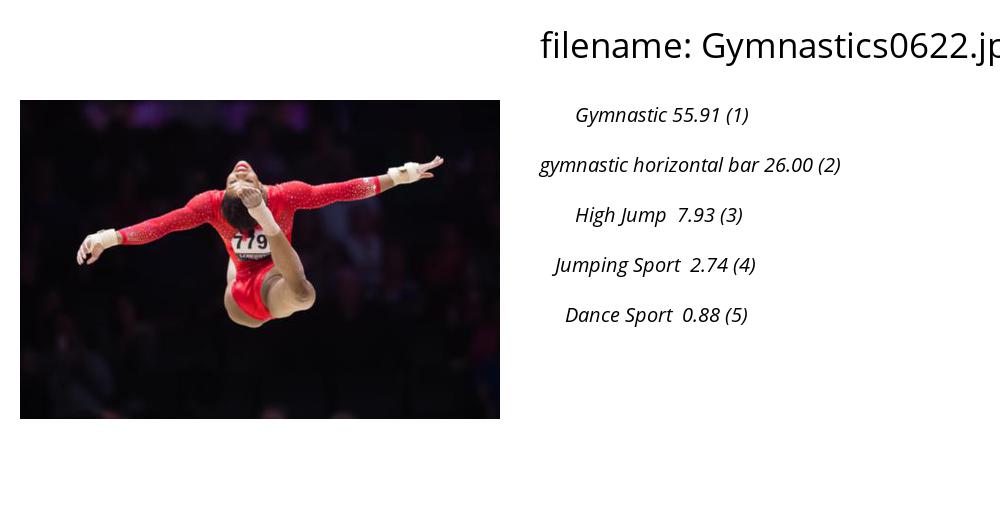 filename: Gymnastics0622.jp
Gymnastic 55.91 (1)
gymnastic horizontal bar 26.00 (2)
High Jump 7.93 (3)
Jumping Sport 2.74 (4)
Dance Sport 0.88 (5)
779